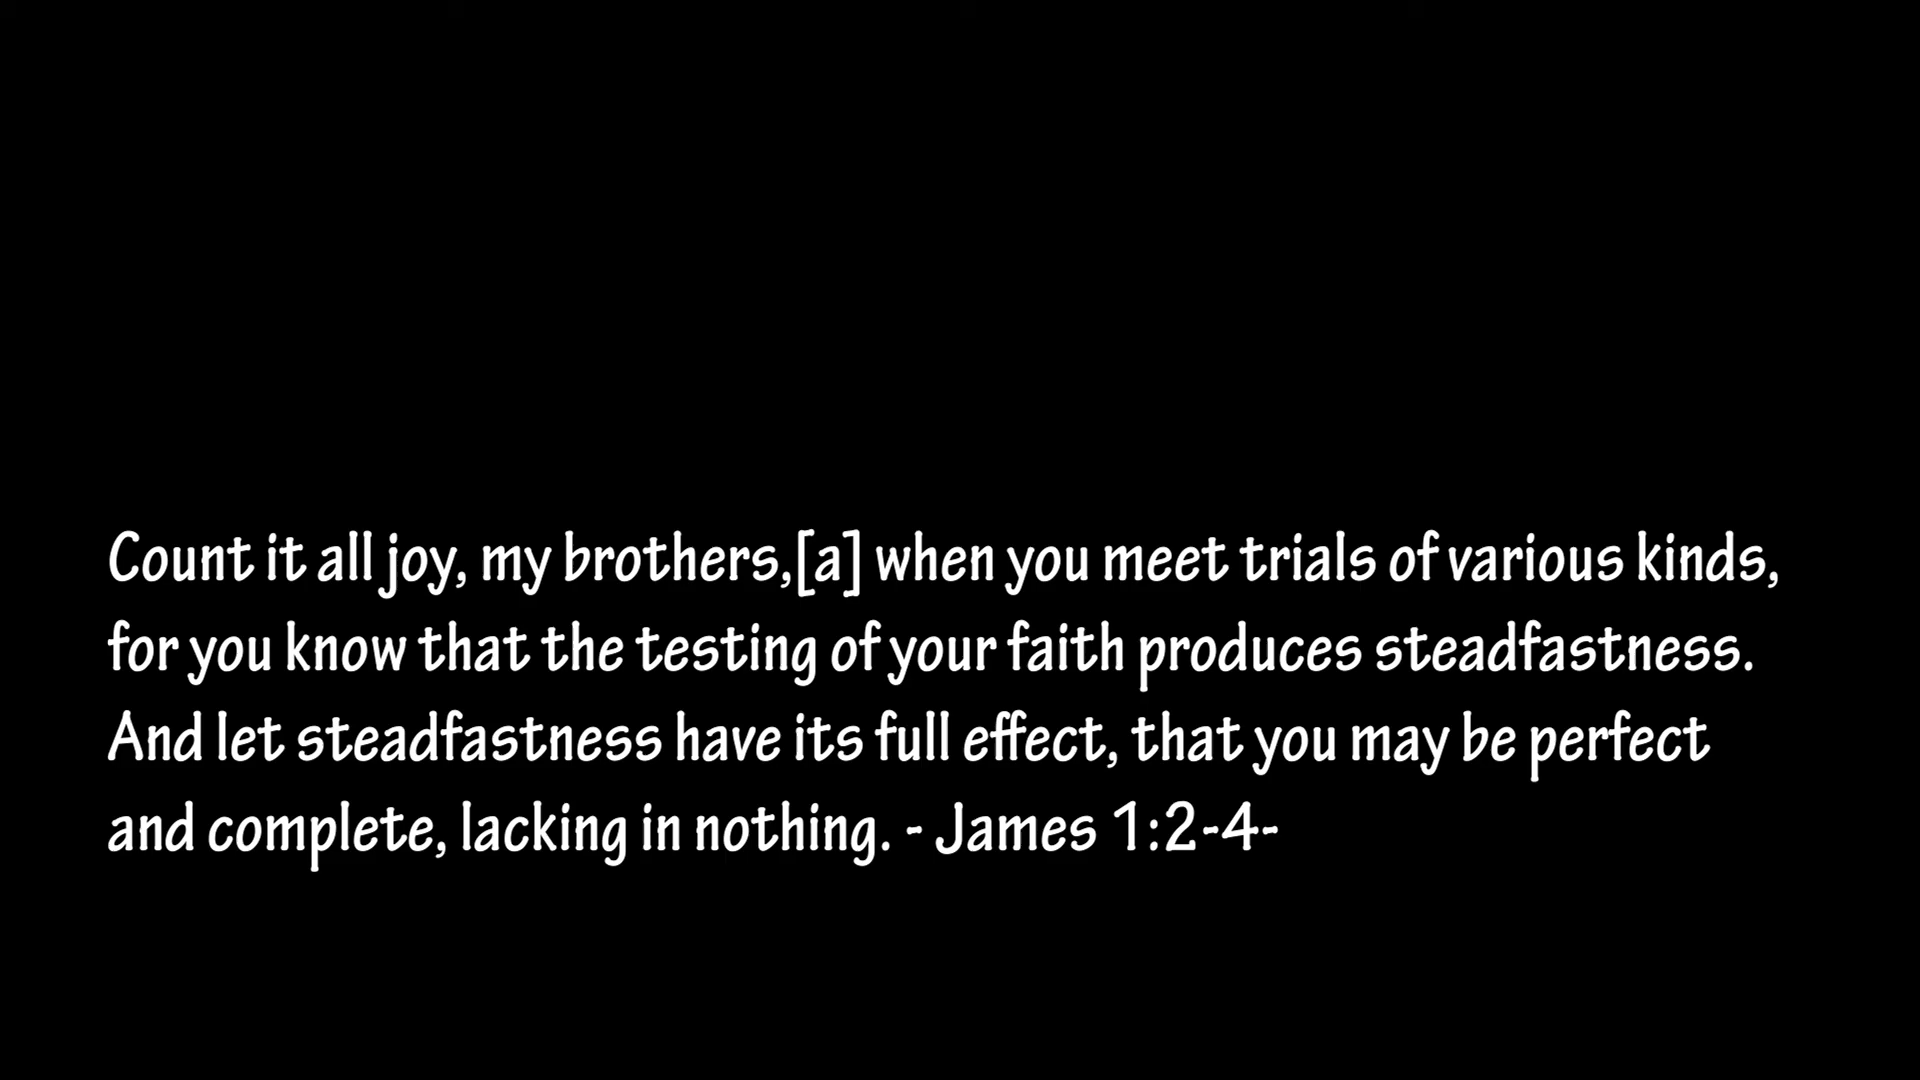 Count it all joy, my brothers,[a] when you meet trials of various kinds,
for you know that the testing of your faith produces steadfastness.
And let steadfastness have its full effect, that you may be perfect
and complete, lacking in nothing. - James 1:2-4-